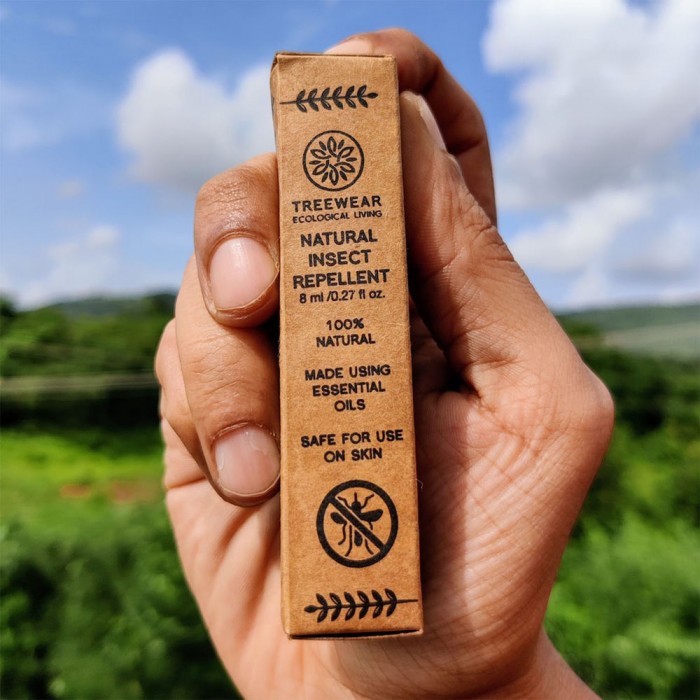 TREEWEAR
ECOLOGICAL LIVING
NATURAL
INSECT
REPELLENT
8 ml /0.27 fl oz.
100%
NATURAL
MADE USING
ESSENTIAL
OILS
SAFE FOR USE
ON SKIN